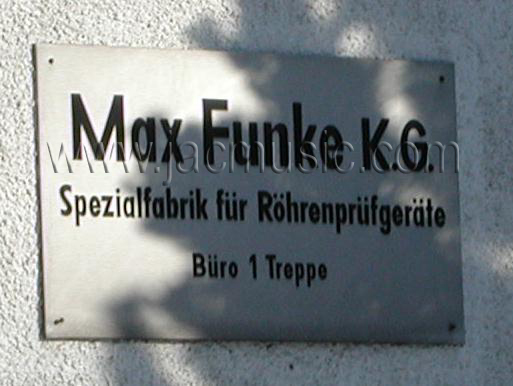 Max Funke K.G.
www.jacmusic.com
Spezialfabrik für Röhrenprüfgeräte
Büro 1 Treppe